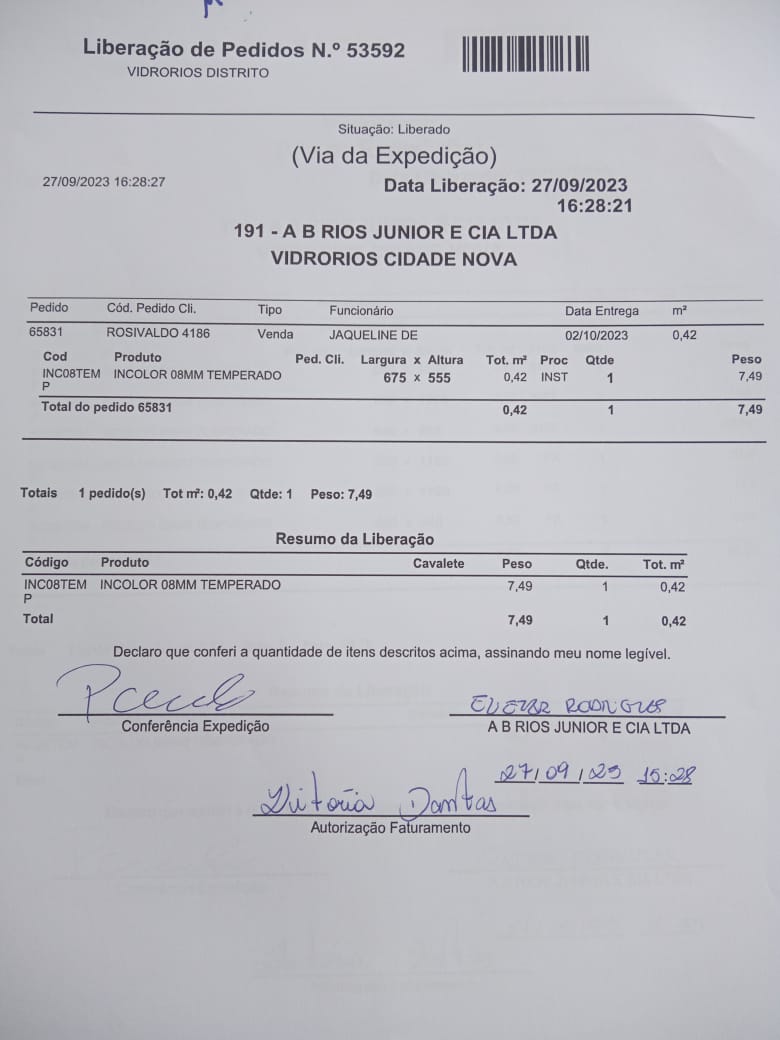 Liberação de Pedidos N.º 53592
VIDRORIOS DISTRITO
Situação: Liberado
(Via da Expedição)
27/09/2023 16:28:27
Data Liberação: 27/09/2023
16:28:21
191 - A B RIOS JUNIOR E CIA LTDA
VIDRORIOS CIDADE NOVA
Pedido Cód. Pedido Cli. Tipo Funcionário Data Entrega m²
65831 ROSIVALDO 4186 Venda JAQUELINE DE 02/10/2023 0,42
Cod Produto Ped. Cli. Largura x Altura Tot. m² Proc Qtde Peso
INC08TEM INCOLOR 08MM TEMPERADO 675 x 555 0,42 INST 1 7,49
P
Total do pedido 65831 0,42 1 7,49
Totais 1 pedido(s) Tot m²: 0,42 Qtde: 1 Peso: 7,49
Resumo da Liberação
Código Produto Cavalete Peso Qtde. Tot. m²
INC08TEM INCOLOR 08MM TEMPERADO 7,49 1 0,42
P
Total 7,49 1 0,42
Declaro que conferi a quantidade de itens descritos acima, assinando meu nome legível.
Conferência Expedição
A B RIOS JUNIOR E CIA LTDA
27/09/23 15:28
Vitória Dantas
Autorização Faturamento